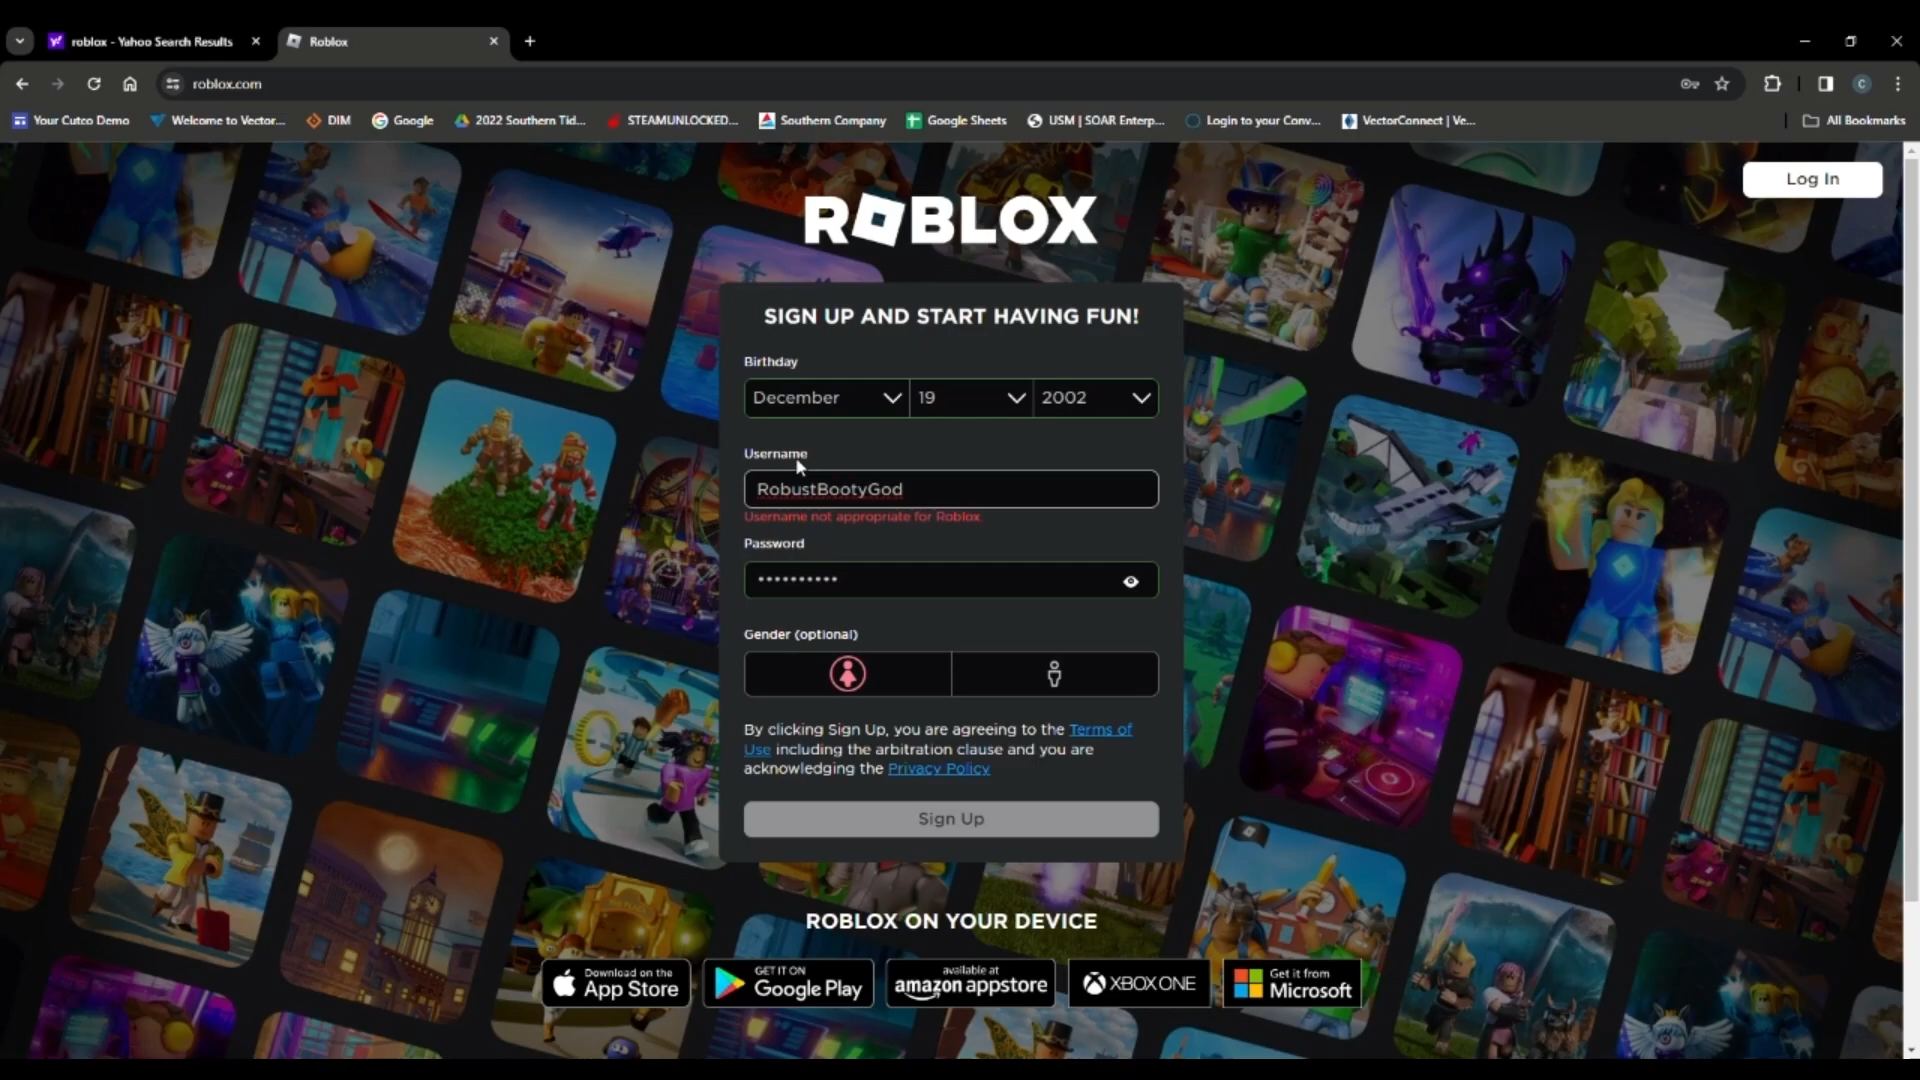 roblox - Yahoo Search Results
Roblox
roblox.com
Your Cutco Demo
Welcome to Vector...
DIM
Google
2022 Southern Tid...
STEAMUNLOCKED...
Southern Company
Google Sheets
USM | SOAR Enterp...
Login to your Conv...
VectorConnect | Ve...
All Bookmarks
Log In
ROBLOX
SIGN UP AND START HAVING FUN!
Birthday
December 19 2002
Username
RobustBootyGod
Username not appropriate for Roblox.
Password
Gender (optional)
By clicking Sign Up, you are agreeing to the Terms of
Use including the arbitration clause and you are
acknowledging the Privacy Policy
Sign Up
ROBLOX ON YOUR DEVICE
Download on the
App Store
GET IT ON
Google Play
available at
amazon appstore
XBOX ONE
Get it from
Microsoft